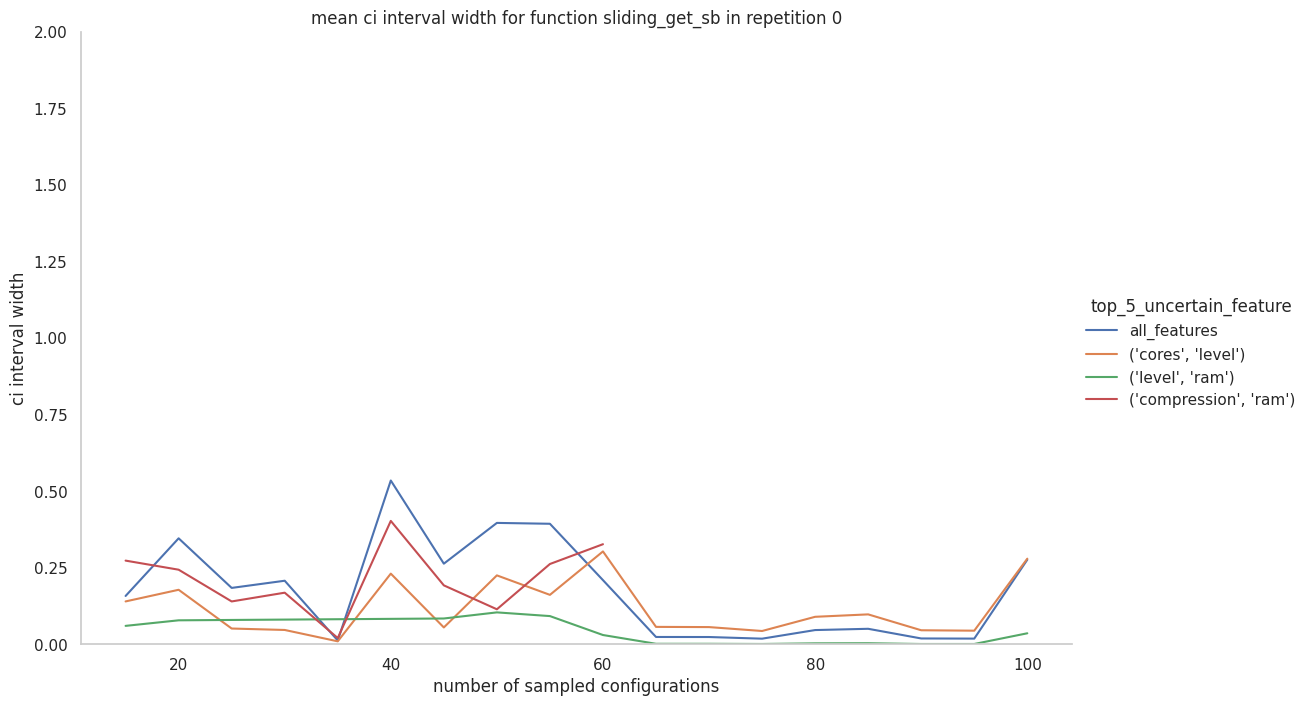 mean ci interval width for function sliding_get_sb in repetition 0
2.00
1.75
1.50
1.25
1.00
0.75
0.50
0.25
0.00
ci interval width
20
40
60
80
100
number of sampled configurations
top_5_uncertain_feature
all_features
('cores', 'level')
('level', 'ram')
('compression', 'ram')